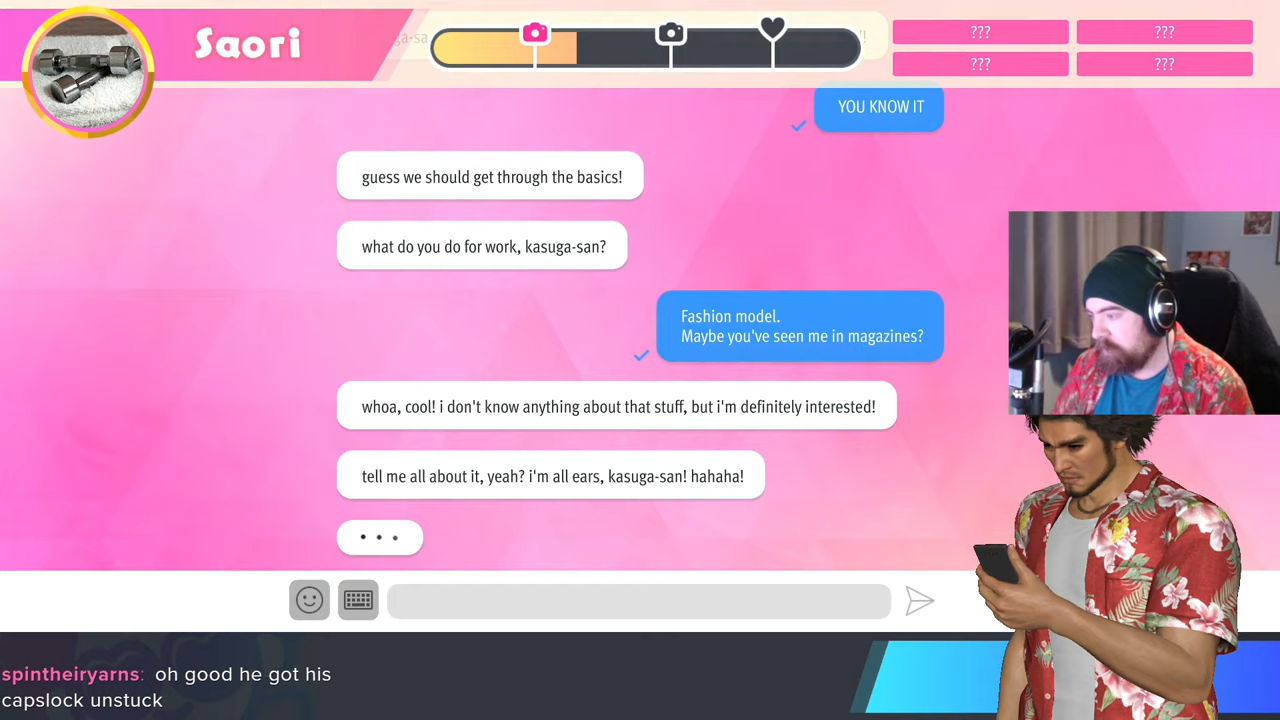 Saori
ga-sa
!
???
???
???
???
YOU KNOW IT
guess we should get through the basics!
what do you do for work, kasuga-san?
Fashion model.
Maybe you've seen me in magazines?
whoa, cool! i don't know anything about that stuff, but i'm definitely interested!
tell me all about it, yeah? i'm all ears, kasuga-san! hahaha!
• • •
spintheiryarns: oh good he got his
capslock unstuck